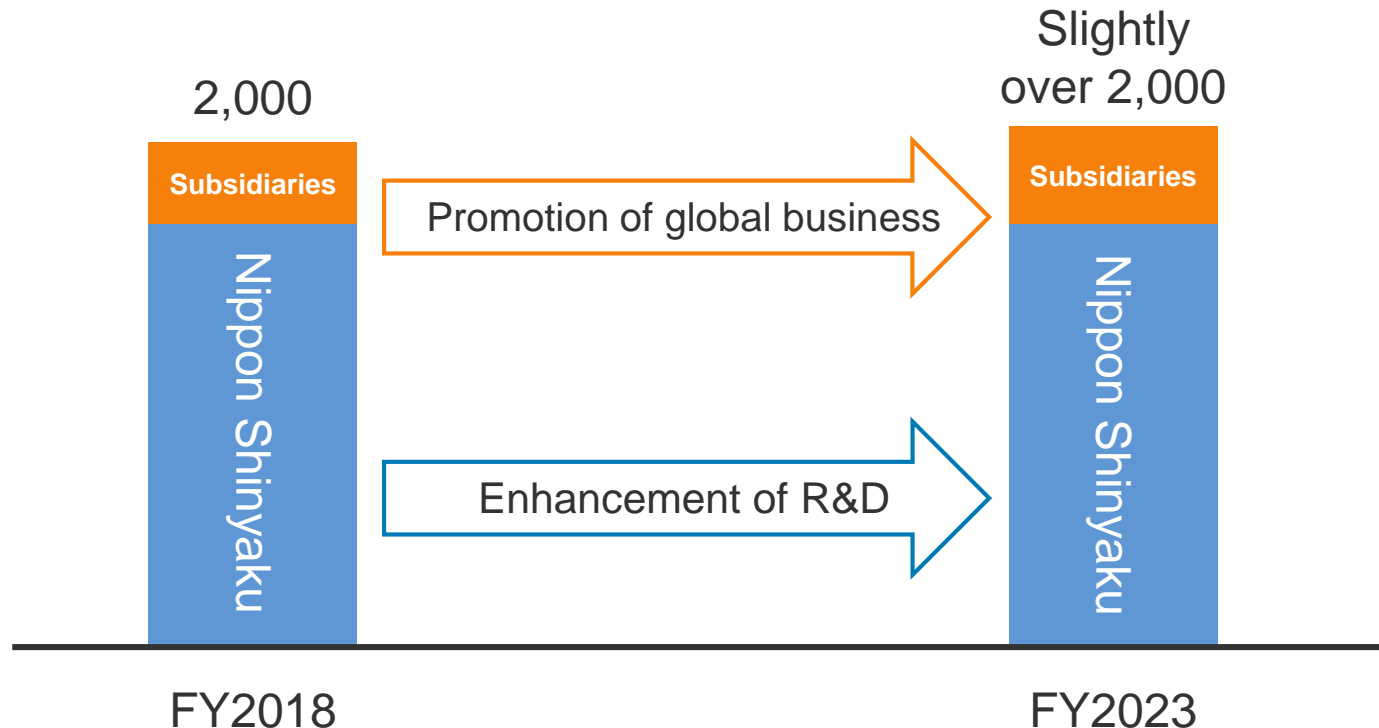 2,000
Slightly
over 2,000
Subsidiaries
Nippon Shinyaku
Promotion of global business
Enhancement of R&D
Subsidiaries
Nippon Shinyaku
FY2018
FY2023